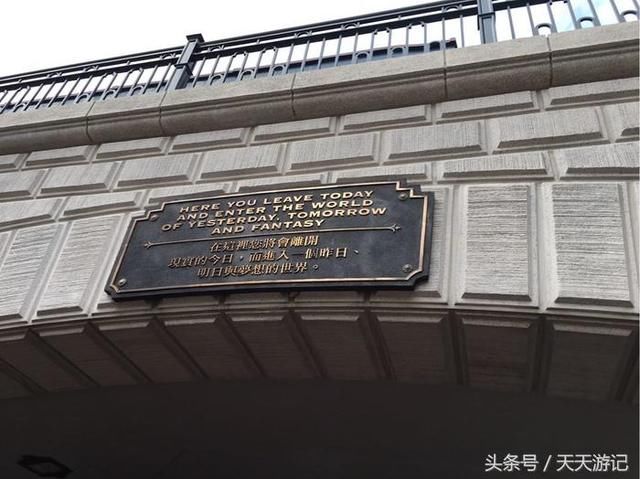 HERE YOU LEAVE TODAY
AND ENTER THE WORLD
OF YESTERDAY, TOMORROW
AND FANTASY
在這裡您將會離開
現實的今日，而進入一個昨日、
明日與夢想的世界。
头条号／天天游记